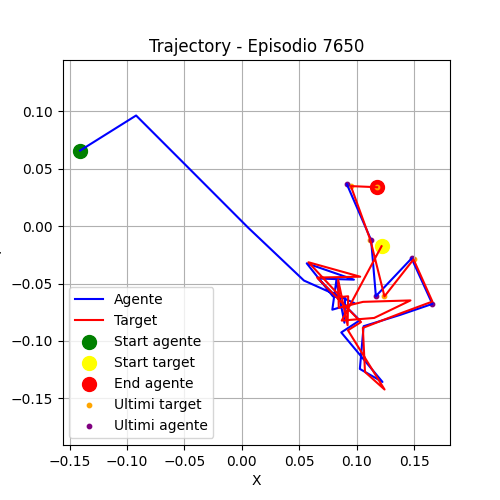 Trajectory - Episodio 7650
0.10
0.05
0.00
−0.05
−0.10
−0.15
Agente
Target
Start agente
Start target
End agente
Ultimi target
Ultimi agente
−0.15 −0.10 −0.05 0.00 0.05 0.10 0.15
X